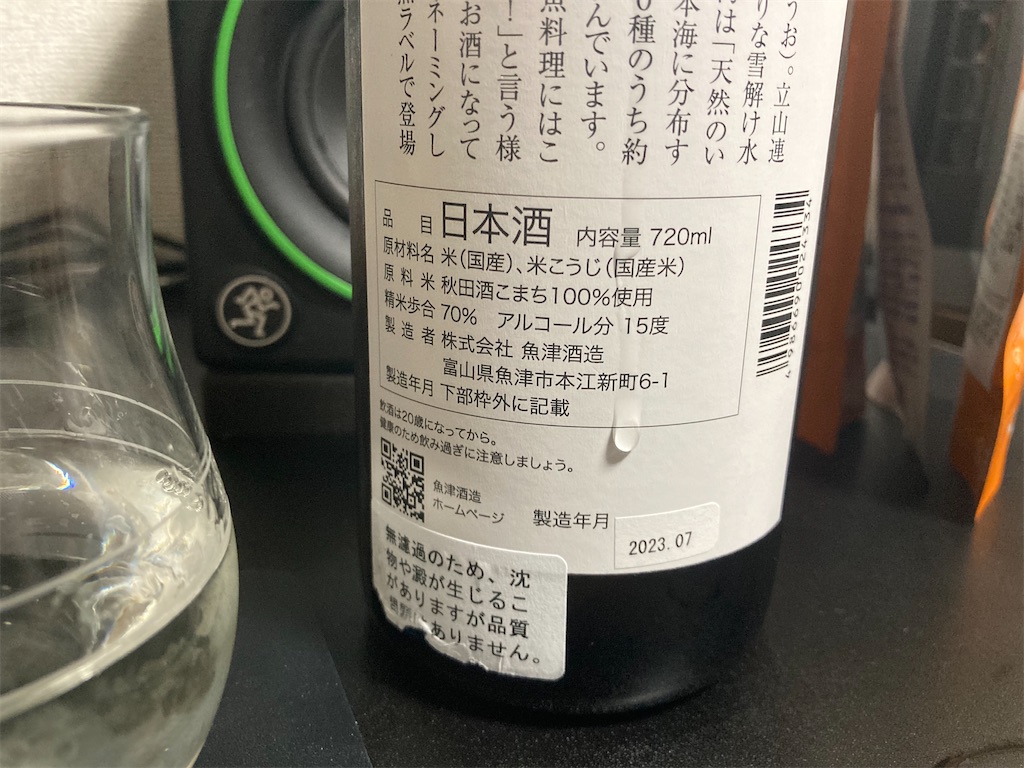 うお)。立山連
りな雪解け水
は「天然のい
本海に分布す
0種のうち約
んでいます。
魚料理にはこ
！」と言う様
お酒になって
ネーミングし
黒ラベルで登場
品目 日本酒 内容量 720ml
原材料名 米(国産)、米こうじ(国産米)
原料米 秋田酒こまち100%使用
精米歩合 70% アルコール分 15度
製造者 株式会社 魚津酒造
富山県魚津市本江新町6-1
製造年月 下部枠外に記載
飲酒は20歳になってから。
健康のため飲み過ぎに注意しましょう。
魚津酒造
ホームページ
製造年月 2023.07
無濾過のため、沈
物や澱が生じるこ
がありますが品質
ありません。
4986690024334